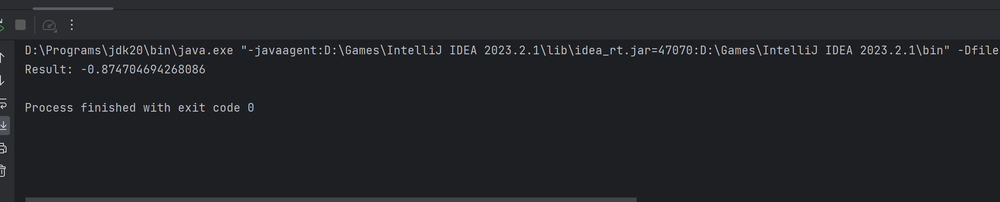 D:\Programs\jdk20\bin\java.exe "-javaagent:D:\Games\IntelliJ IDEA 2023.2.1\lib\idea_rt.jar=47070:D:\Games\IntelliJ IDEA 2023.2.1\bin" -Dfile
Result: -0.874704694268086
Process finished with exit code 0